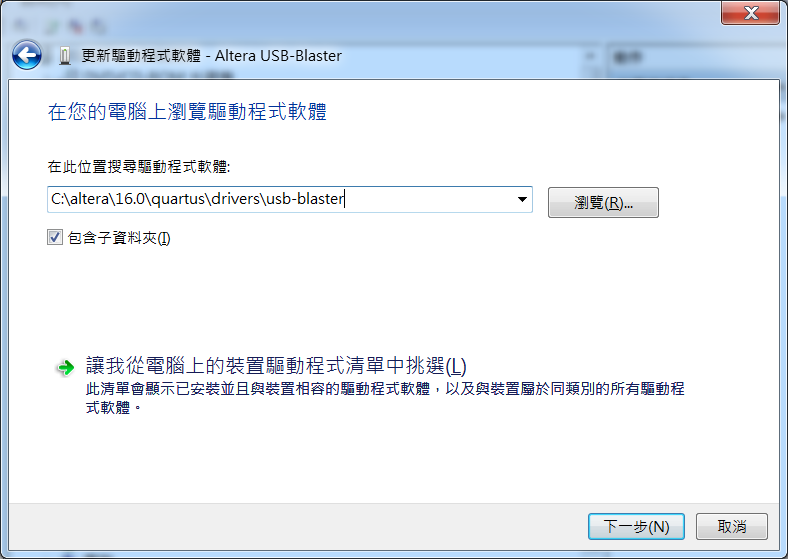 更新驅動程式軟體 - Altera USB-Blaster
在您的電腦上瀏覽驅動程式軟體
在此位置搜尋驅動程式軟體:
C:\altera\16.0\quartus\drivers\usb-blaster
瀏覽(R)...
包含子資料夾(I)
讓我從電腦上的裝置驅動程式清單中挑選(L)
此清單會顯示已安裝並且與裝置相容的驅動程式軟體，以及與裝置屬於同類別的所有驅動程
式軟體。
下一步(N)
取消